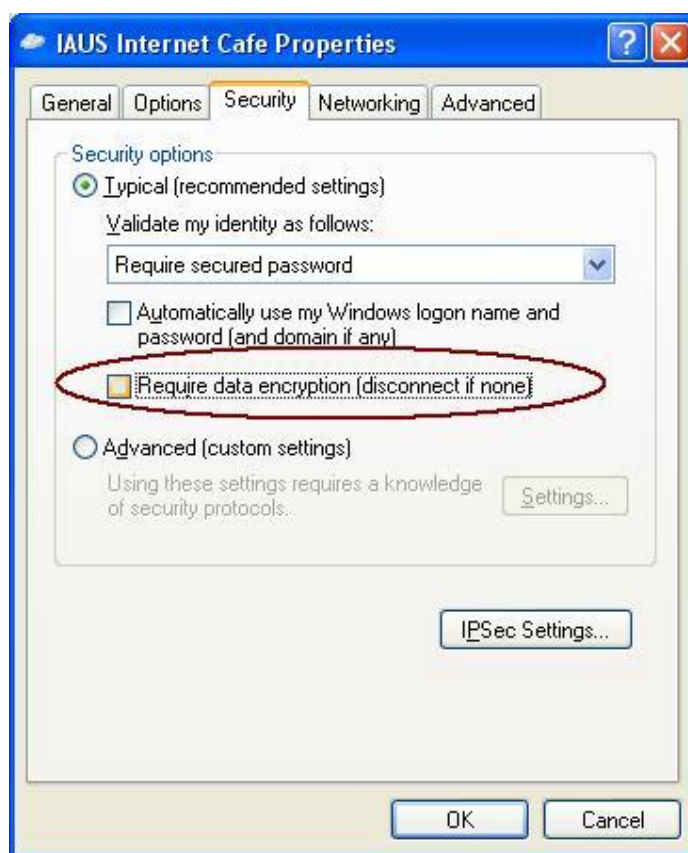 IAUS Internet Cafe Properties
General Options Security Networking Advanced
Security options
Typical (recommended settings)
Validate my identity as follows:
Require secured password
Automatically use my Windows logon name and
password (and domain if any)
Require data encryption (disconnect if none)
Advanced (custom settings)
Using these settings requires a knowledge
of security protocols.
Settings...
IPSec Settings...
OK Cancel